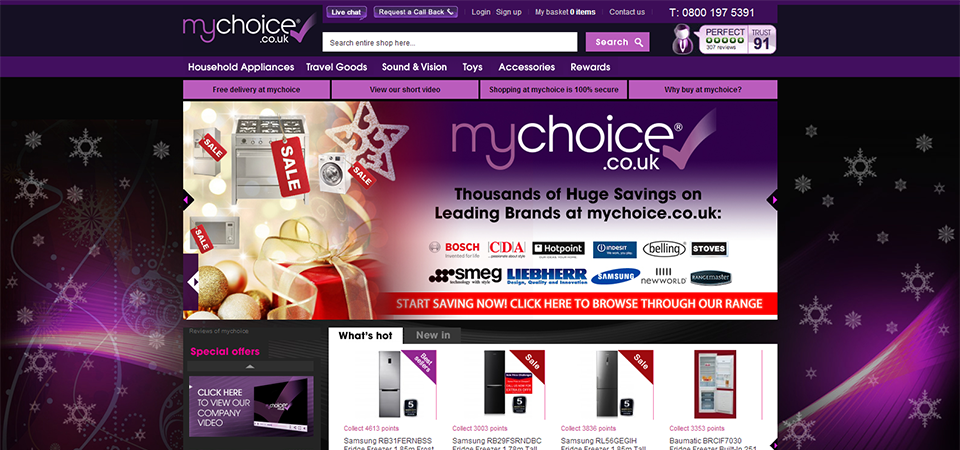 mychoice®
.co.uk
Live chat
Request a Call Back
Login Sign up
My basket 0 items
Contact us
T: 0800 197 5391
Search entire shop here...
Search
PERFECT
307 reviews
TRUST
91
Household Appliances Travel Goods Sound & Vision Toys Accessories Rewards
Free delivery at mychoice
View our short video
Shopping at mychoice is 100% secure
Why buy at mychoice?
SALE
SALE
SALE
SALE
mychoice®
.co.uk
Thousands of Huge Savings on
Leading Brands at mychoice.co.uk:
BOSCH
Invented for life
CDA
Hotpoint
INDESIT
belling
STOVES
smeg
technology with style
LIEBHERR
Design, Quality and Innovation
SAMSUNG
NEWWORLD
RANGEmaster
START SAVING NOW! CLICK HERE TO BROWSE THROUGH OUR RANGE
Reviews of mychoice
Special offers
CLICK HERE
TO VIEW OUR
COMPANY
VIDEO
What's hot
New in
Best
sellers
Sale
Sale
5
5
5
Collect 4613 points
Collect 3003 points
Collect 3836 points
Collect 3353 points
Samsung RB31FERNBSS
Fridge Freezer 1.85m Frost
Samsung RB29FSRNDBC
Fridge Freezer 1.78m Tall
Samsung RL56GEGIH
Fridge Freezer 1.85m Tall
Baumatic BRCIF7030
Fridge Freezer Builtin 251